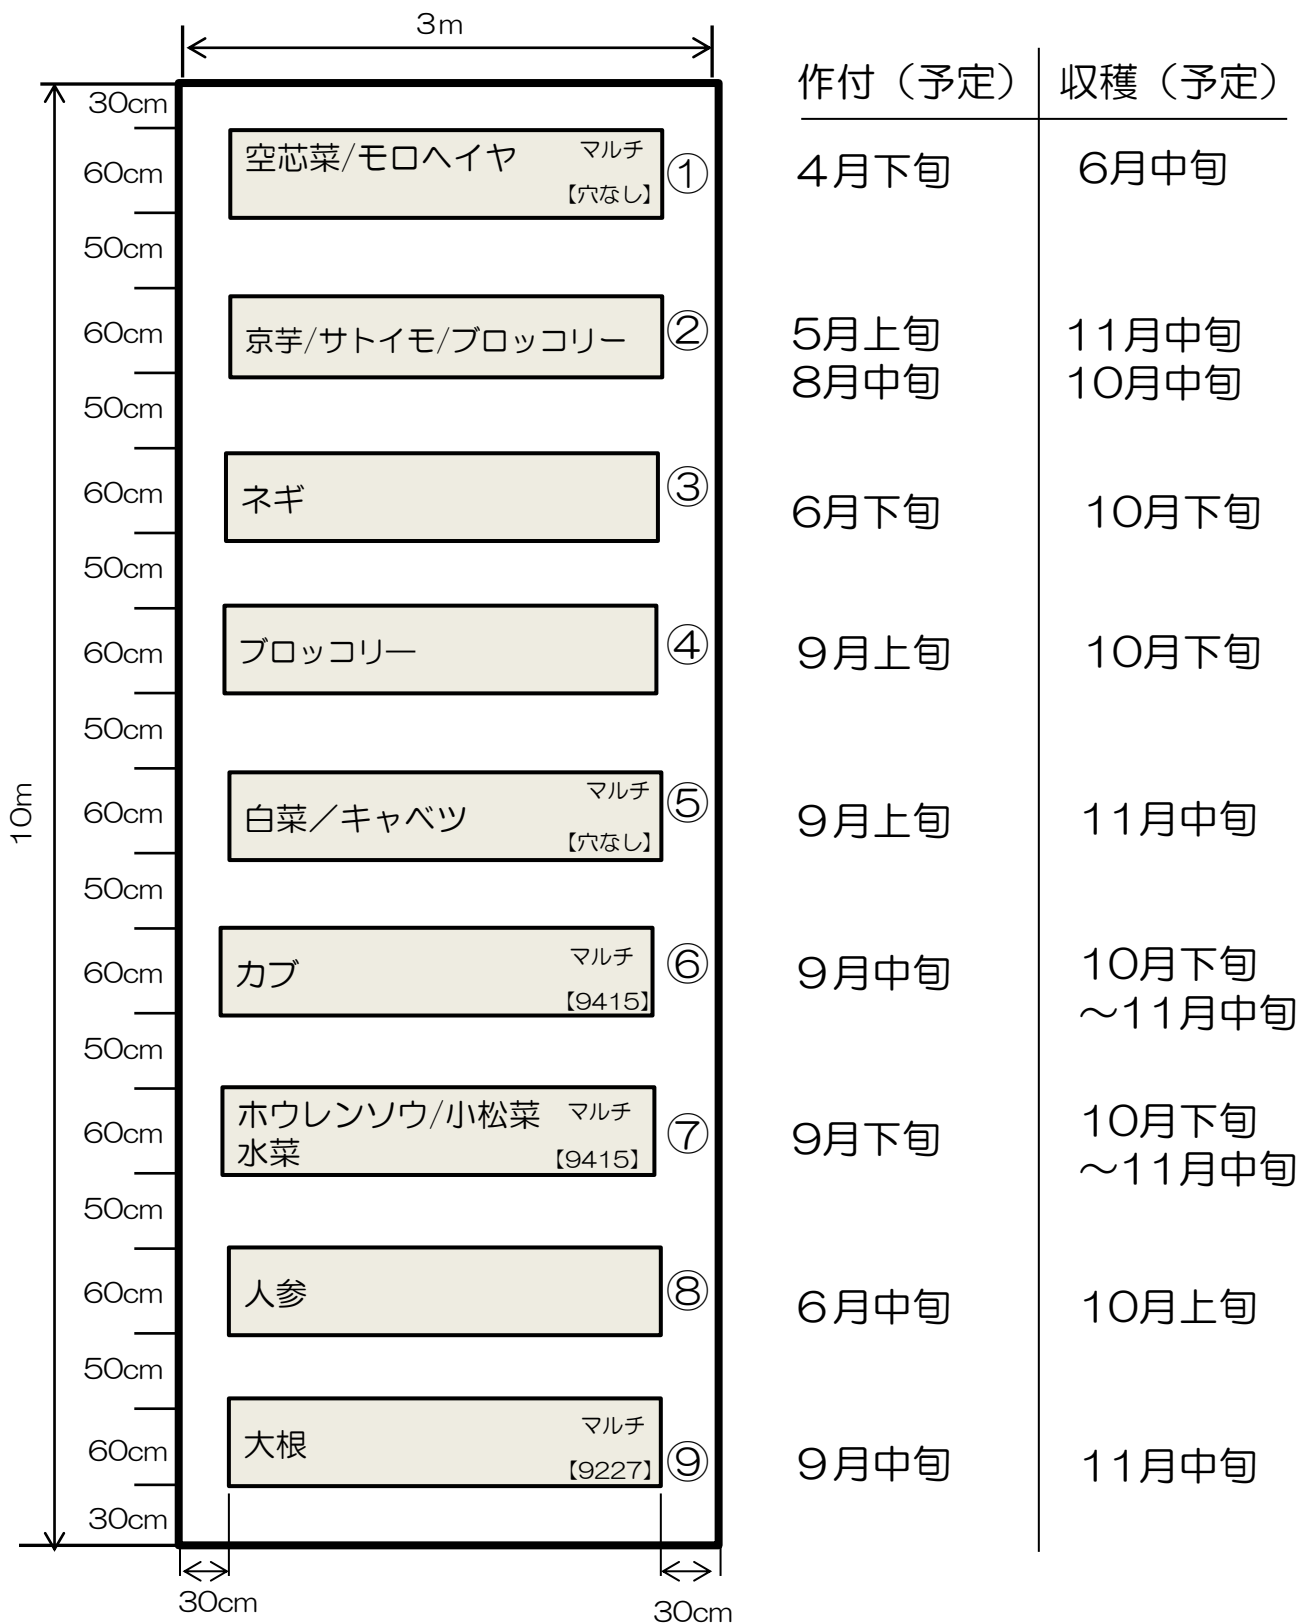 3m
作付（予定） 収穫（予定）
30cm
60cm
空芯菜/モロヘイヤ マルチ
【穴なし】
①
4月下旬 6月中旬
50cm
60cm
京芋/サトイモ/ブロッコリー
②
5月上旬 11月中旬
8月中旬 10月中旬
50cm
60cm
ネギ
③
6月下旬 10月下旬
50cm
60cm
ブロッコリー
④
9月上旬 10月下旬
50cm
10m
60cm
白菜／キャベツ マルチ
【穴なし】
⑤
9月上旬 11月中旬
50cm
60cm
カブ マルチ
【9415】
⑥
9月中旬 10月下旬
～11月中旬
50cm
60cm
ホウレンソウ/小松菜 マルチ
水菜 【9415】
⑦
9月下旬 10月下旬
～11月中旬
50cm
60cm
人参
⑧
6月中旬 10月上旬
50cm
60cm
大根 マルチ
【9227】
⑨
9月中旬 11月中旬
30cm
30cm 30cm